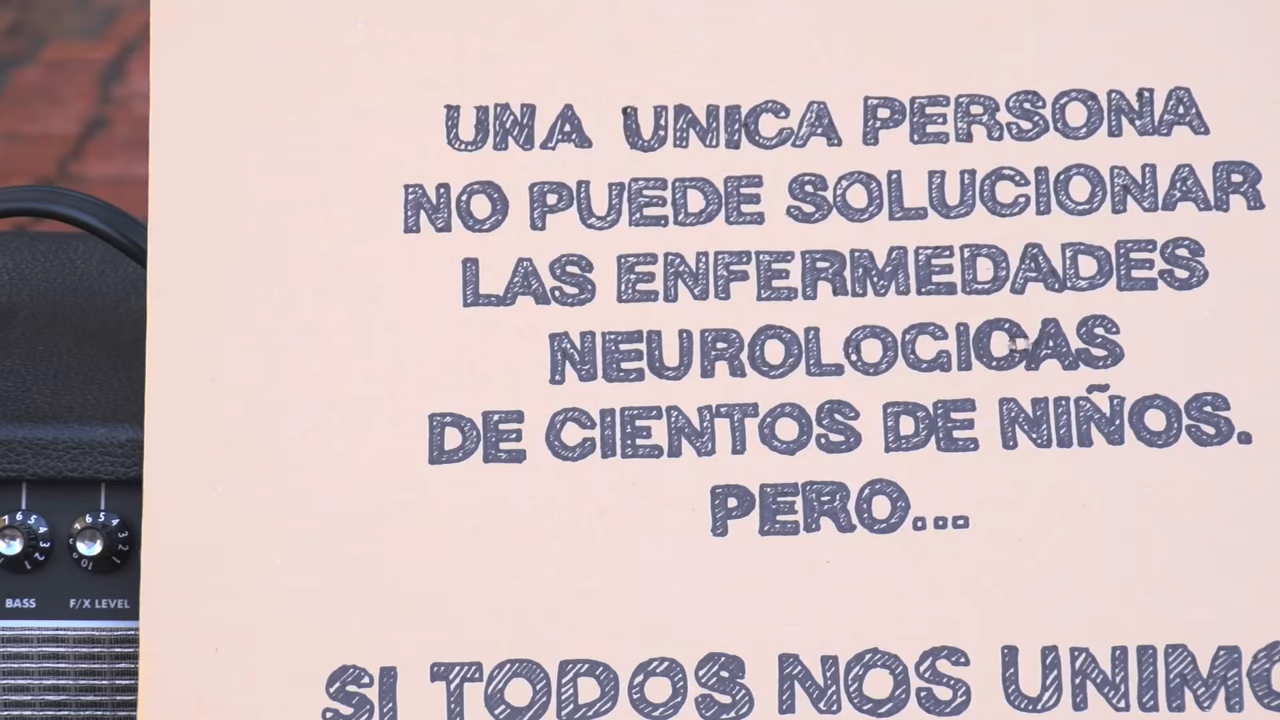 UNA UNICA PERSONA
NO PUEDE SOLUCIONAR
LAS ENFERMEDADES
NEUROLOGICAS
DE CIENTOS DE NIÑOS.
PERO...
SI TODOS NOS
BASS
F/X LEVEL